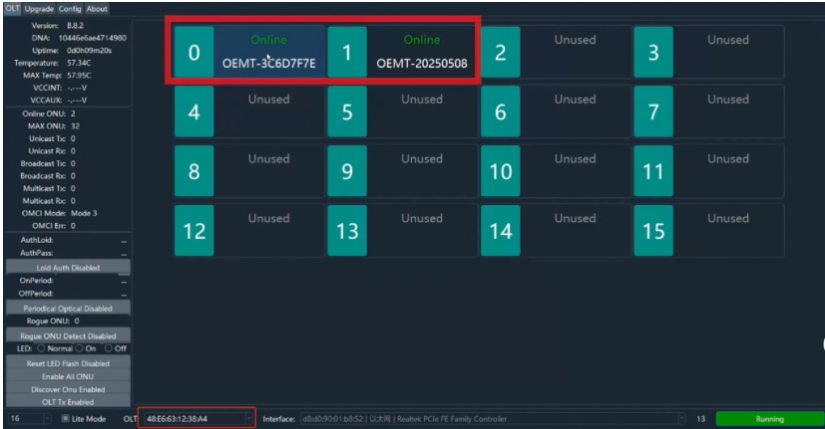 OLT Upgrade Config About
Version: 8.8.2
DNA: 10446e6ae4714980
Uptime: 0d0h09m20s
Temperature: 57.34C
MAX Temp: 57.95C
VCCINT: -.---V
VCCAUX: -.---V
Online ONU: 2
MAX ONU: 32
Unicast Tx: 0
Unicast Rx: 0
Broadcast Tx: 0
Broadcast Rx: 0
Multicast Tx: 0
Multicast Rx: 0
OMCI Mode: Mode 3
OMCI Err: 0
AuthLoid: ...
AuthPass: ...
Loid Auth Disabled
OnPeriod: ...
OffPeriod: ...
Periodical Optical Disabled
Rogue ONU: 0
Rogue ONU Detect Disabled
LED: Normal On Off
Reset LED Flash Disabled
Enable All ONU
Discover Onu Enabled
OLT Tx Enabled
0 Online
OEMT-3C6D7F7E
1 Online
OEMT-20250508
2 Unused
3 Unused
4 Unused
5 Unused
6 Unused
7 Unused
8 Unused
9 Unused
10 Unused
11 Unused
12 Unused
13 Unused
14 Unused
15 Unused
16 Lite Mode OLT 48:E6:63:12:38:A4 Interface: d8:d0:90:01:b8:52 | 以太网 | Realtek PCIe FE Family Controller 13 Running